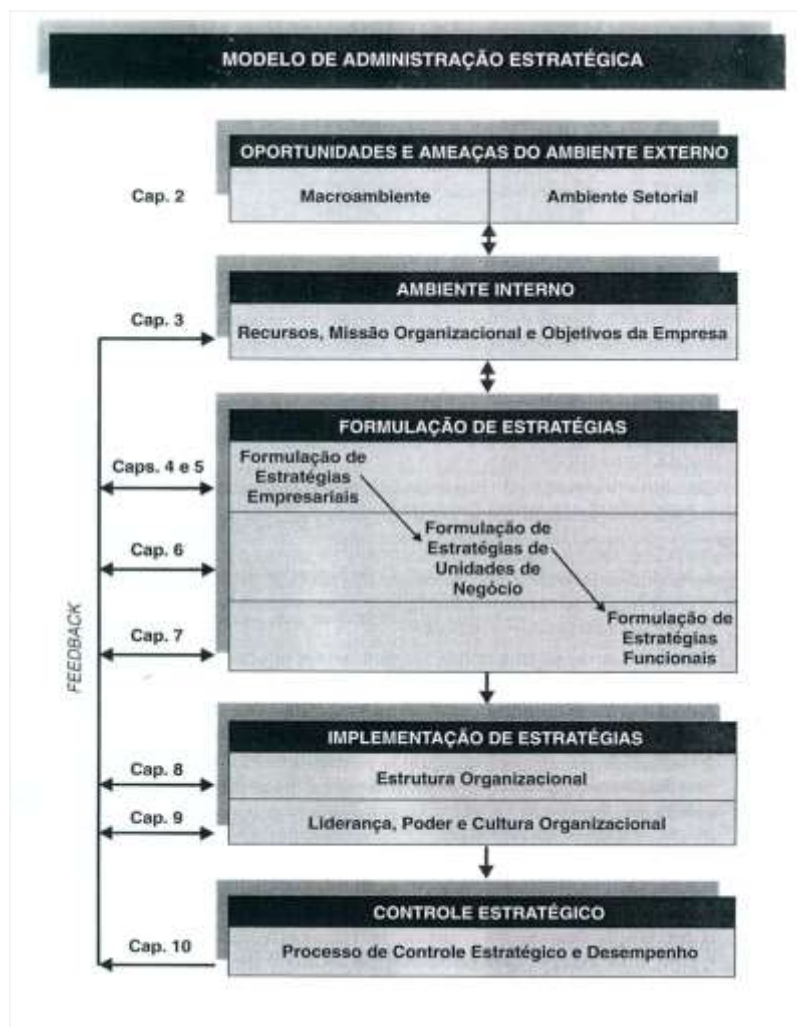 MODELO DE ADMINISTRAÇÃO ESTRATÉGICA
OPORTUNIDADES E AMEAÇAS DO AMBIENTE EXTERNO
Cap. 2
Macroambiente
Ambiente Setorial
AMBIENTE INTERNO
Cap. 3
Recursos, Missão Organizacional e Objetivos da Empresa
FORMULAÇÃO DE ESTRATÉGIAS
Caps. 4 e 5
Formulação de
Estratégias
Empresariais
Cap. 6
Formulação de
Estratégias de
Unidades de
Negócio
Cap. 7
Formulação de
Estratégias
Funcionais
FEEDBACK
IMPLEMENTAÇÃO DE ESTRATÉGIAS
Cap. 8
Estrutura Organizacional
Cap. 9
Liderança, Poder e Cultura Organizacional
CONTROLE ESTRATÉGICO
Cap. 10
Processo de Controle Estratégico e Desempenho